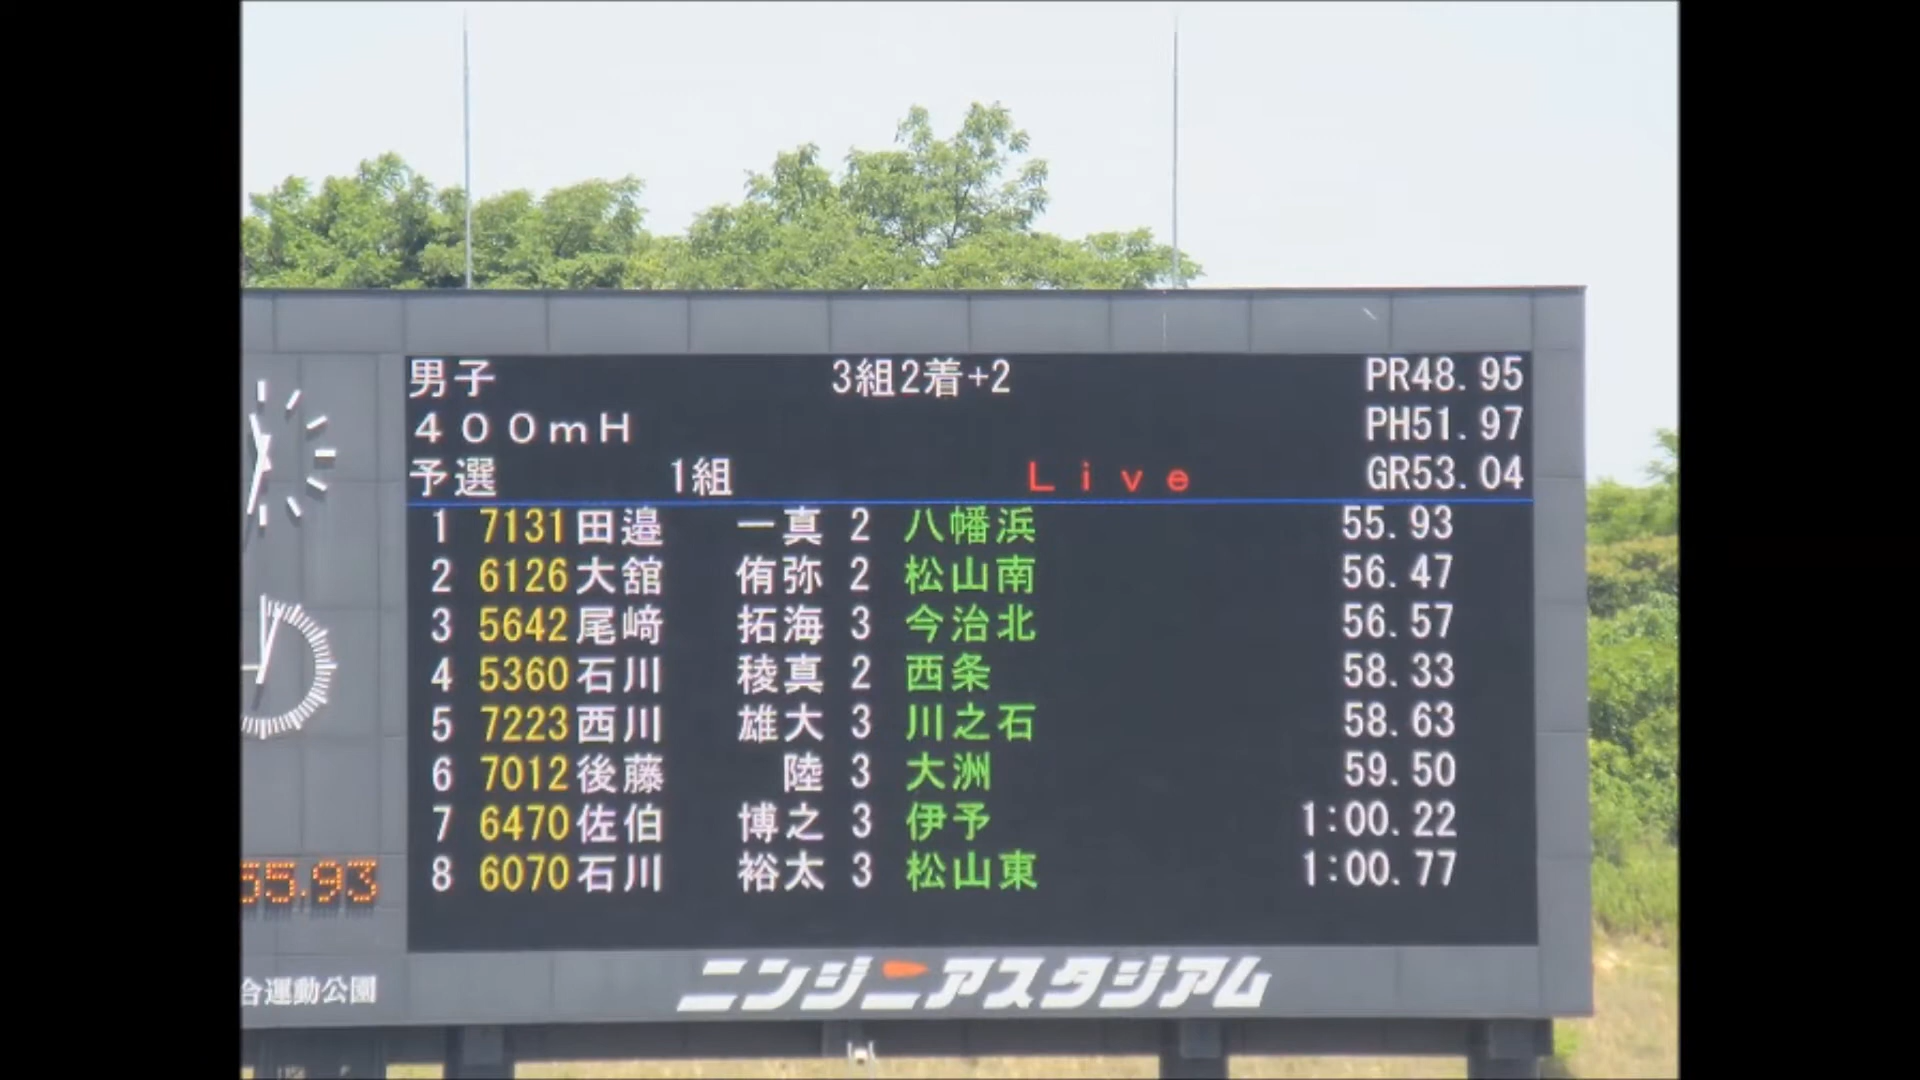 男子 3組2着+2 PR48.95
400mH PH51.97
予選 1組 Live GR53.04
1 7131 田邉 一真 2 八幡浜 55.93
2 6126 大舘 侑弥 2 松山南 56.47
3 5642 尾﨑 拓海 3 今治北 56.57
4 5360 石川 稜真 2 西条 58.33
5 7223 西川 雄大 3 川之石 58.63
6 7012 後藤 陸 3 大洲 59.50
7 6470 佐伯 博之 3 伊予 1:00.22
8 6070 石川 裕太 3 松山東 1:00.77
55.93
合運動公園
ニンジニアスタジアム